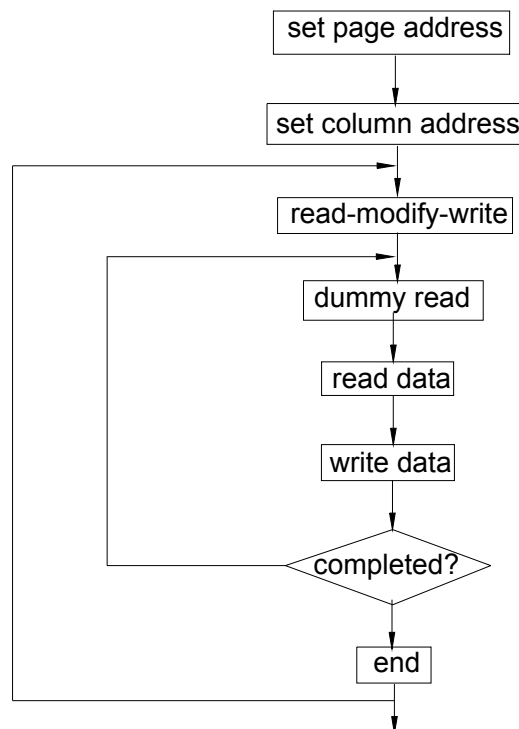 set page address
set column address
read-modify-write
dummy read
read data
write data
completed?
end